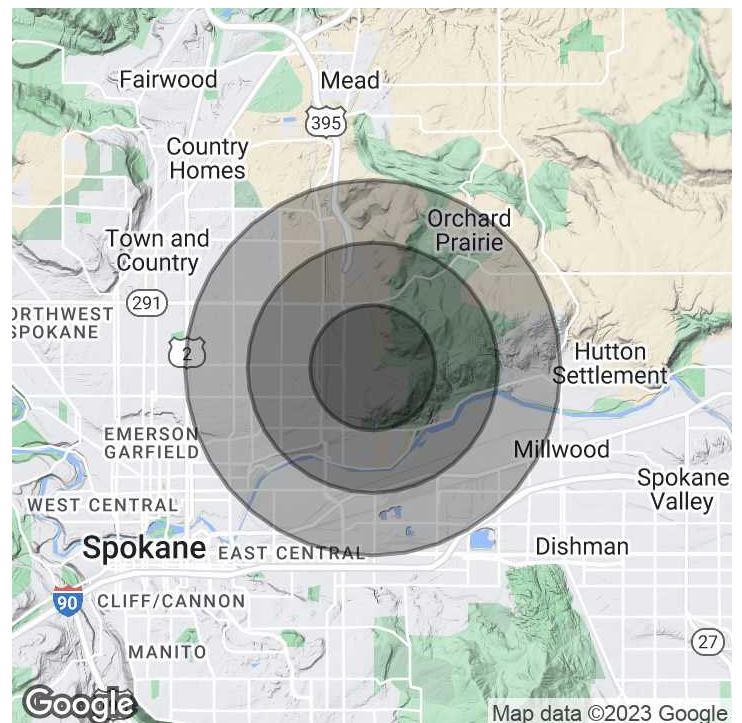 Fairwood
Mead
395
Country
Homes
Orchard
Prairie
Town and
Country
291
ORTHWEST
SPOKANE
2
Hutton
Settlement
EMERSON
GARFIELD
Millwood
WEST CENTRAL
Spokane
Valley
Spokane
EAST CENTRAL
Dishman
90
CLIFF/CANNON
27
MANITO
Google
Map data ©2023 Google